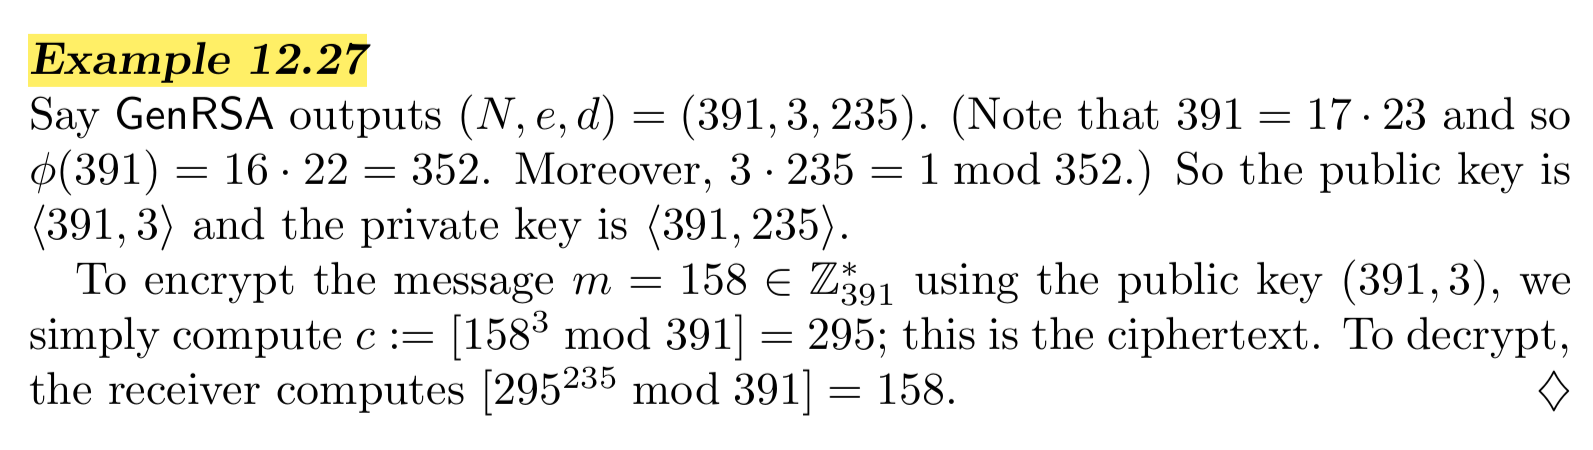 Example 12.27
Say GenRSA outputs (N, e, d) = (391, 3, 235). (Note that 391 = 17 · 23 and so
ϕ(391) = 16 · 22 = 352. Moreover, 3 · 235 = 1 mod 352.) So the public key is
⟨391, 3⟩ and the private key is ⟨391, 235⟩.
To encrypt the message m = 158 ∈ ℤ*₃₉₁ using the public key (391, 3), we
simply compute c := [158³ mod 391] = 295; this is the ciphertext. To decrypt,
the receiver computes [295²³⁵ mod 391] = 158. ♢